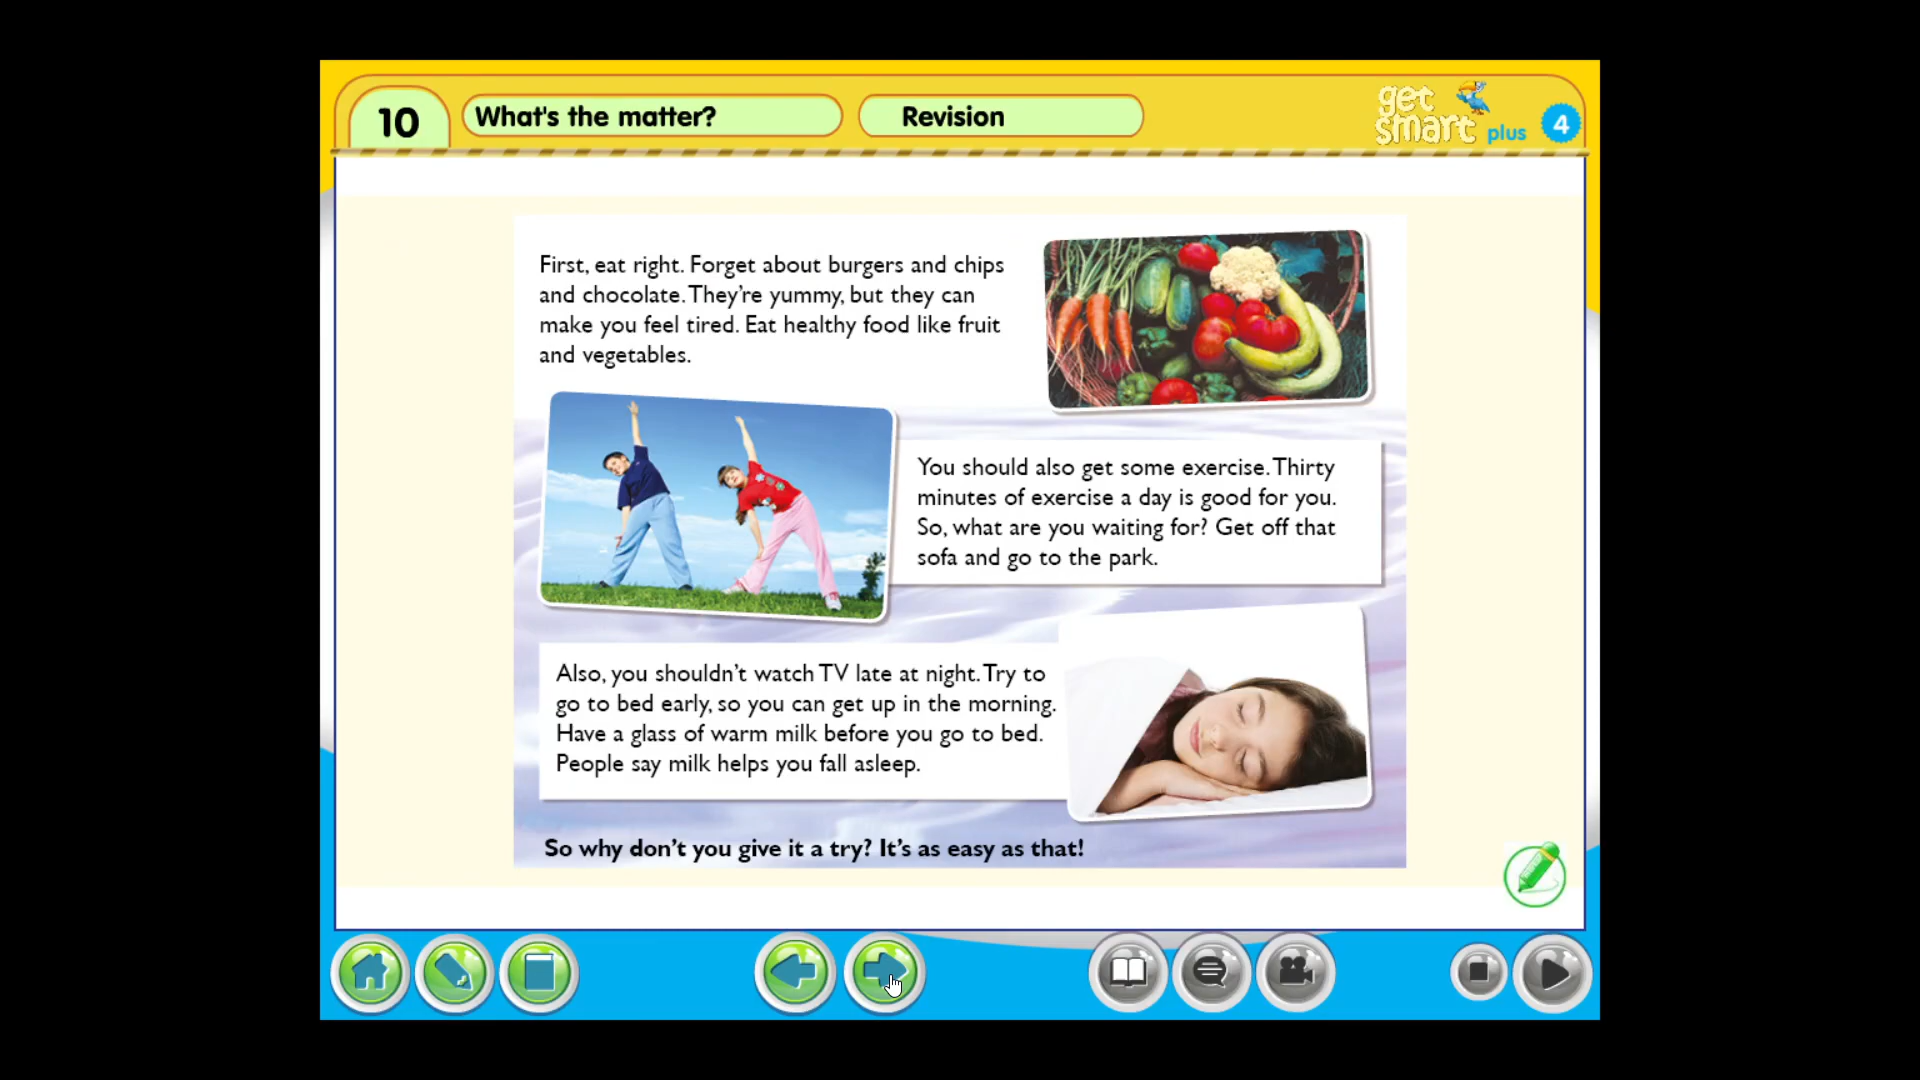 10
What's the matter?
Revision
get
smart plus 4
First, eat right. Forget about burgers and chips
and chocolate. They're yummy, but they can
make you feel tired. Eat healthy food like fruit
and vegetables.
You should also get some exercise. Thirty
minutes of exercise a day is good for you.
So, what are you waiting for? Get off that
sofa and go to the park.
Also, you shouldn't watch TV late at night. Try to
go to bed early, so you can get up in the morning.
Have a glass of warm milk before you go to bed.
People say milk helps you fall asleep.
So why don't you give it a try? It's as easy as that!